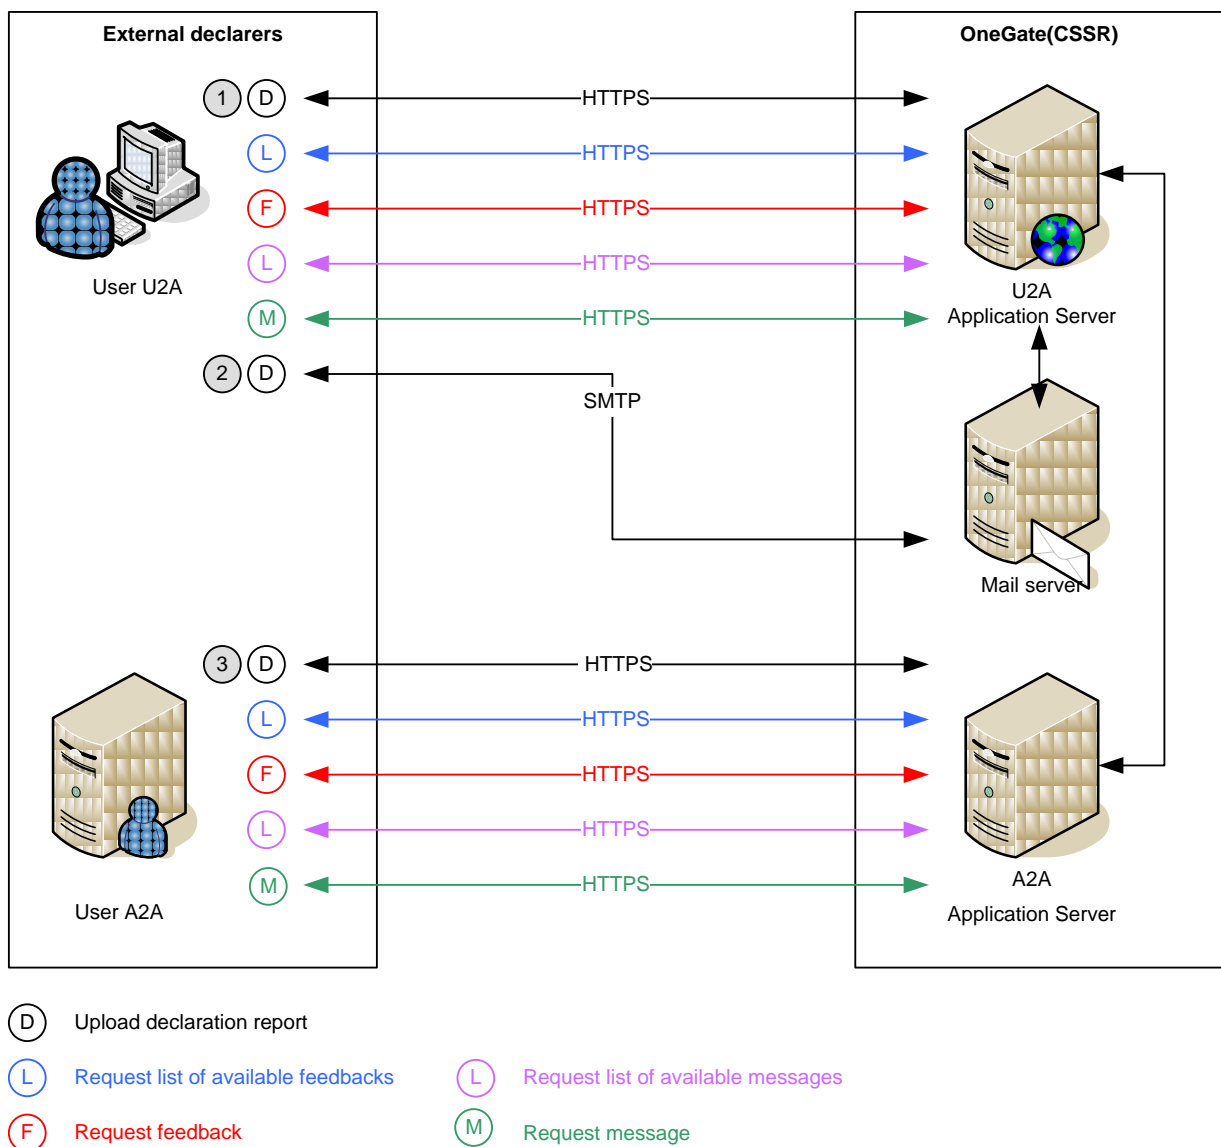 External declarers
OneGate(CSSR)
1 D HTTPS
L HTTPS
F HTTPS
L HTTPS
User U2A
M HTTPS
U2A
Application Server
2 D
SMTP
Mail server
3 D HTTPS
L HTTPS
F HTTPS
L HTTPS
M HTTPS
User A2A
A2A
Application Server
D Upload declaration report
L Request list of available feedbacks
L Request list of available messages
F Request feedback
M Request message